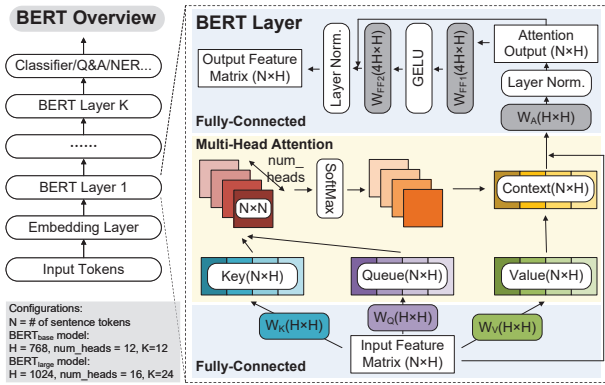 BERT Overview
Classifier/Q&A/NER...
BERT Layer K
......
BERT Layer 1
Embedding Layer
Input Tokens
Configurations:
N = # of sentence tokens
BERTbase model:
H = 768, num_heads = 12, K=12
BERTlarge model:
H = 1024, num_heads = 16, K=24
BERT Layer
Output Feature
Matrix (N×H)
Layer Norm.
WFF2(4H×H)
GELU
WFF1(4H×H)
Attention
Output (N×H)
Layer Norm.
WA(H×H)
Fully-Connected
Multi-Head Attention
num_
heads
N×N
SoftMax
Context(N×H)
Key(N×H)
Queue(N×H)
Value(N×H)
WK(H×H)
WQ(H×H)
WV(H×H)
Input Feature
Matrix (N×H)
Fully-Connected